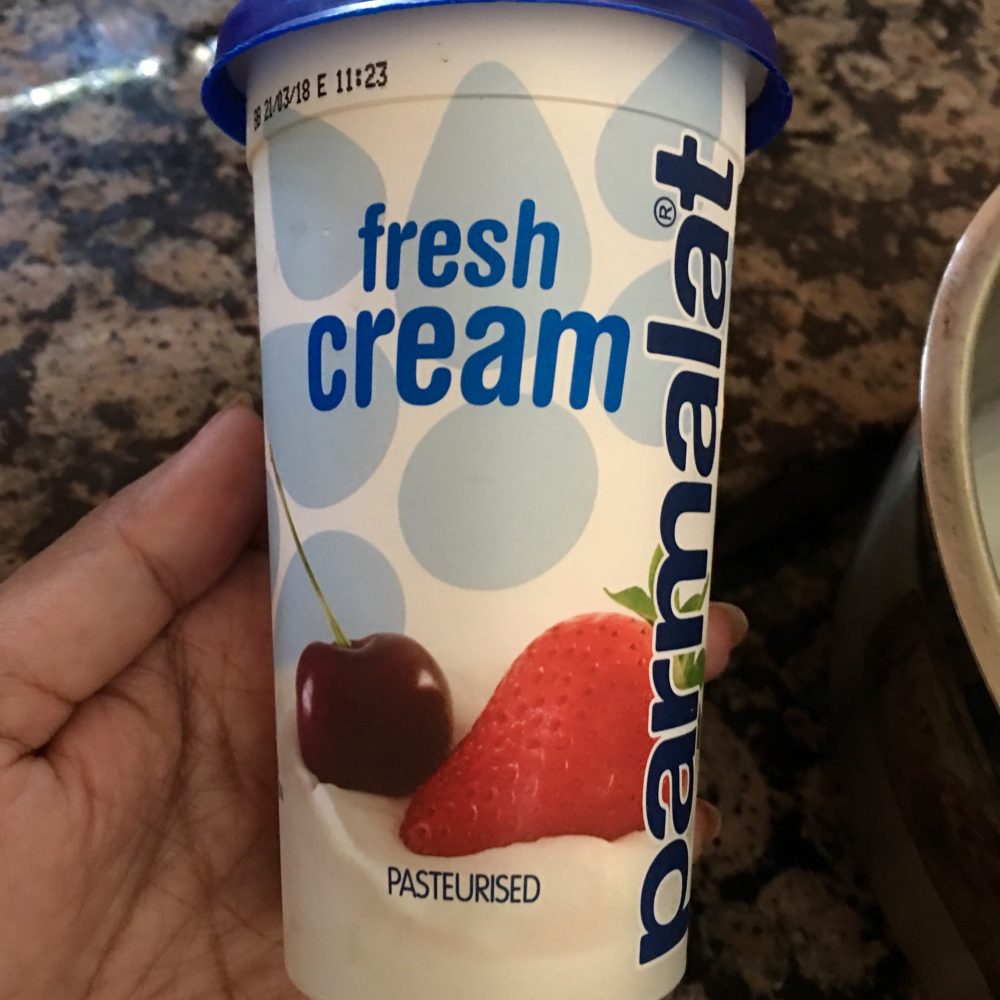 BB 21/03/18 E 11:23
fresh
cream
parmalat®
PASTEURISED